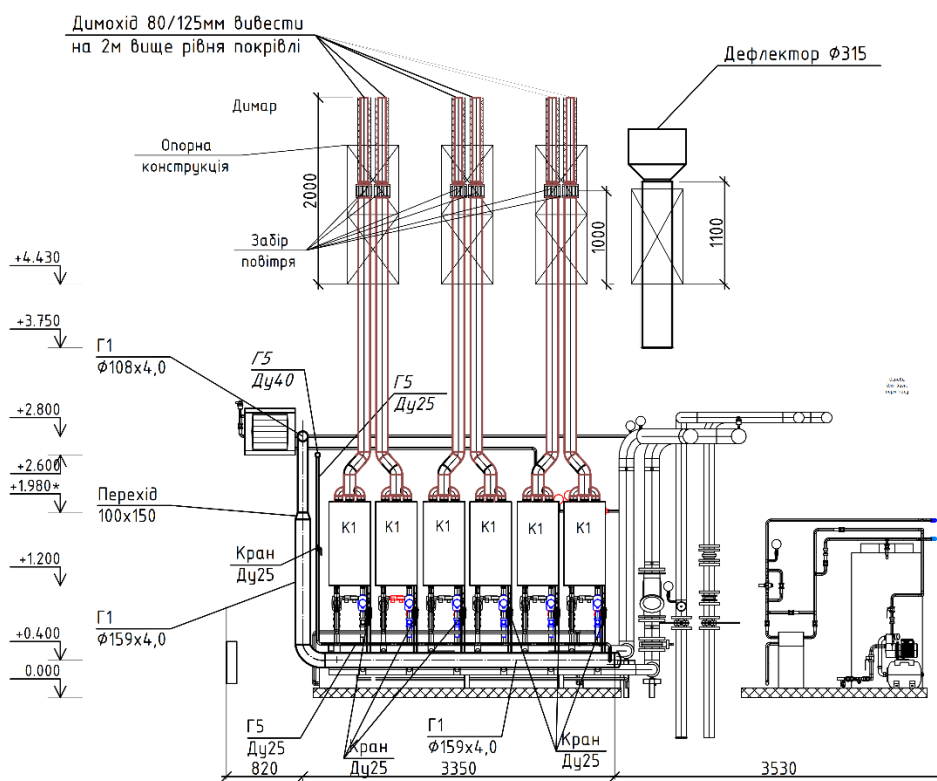 Димохід 80/125мм вивести
на 2м вище рівня покрівлі
Дефлектор Ф315
Димар
Опорна
конструкція
2000
Забір
повітря
1000
1100
+4.430
+3.750
Г1
Ф108х4,0
Г5
Ду40
Г5
Ду25
+2.800
+2.600
+1.980*
Перехід
100х150
К1
К1
К1
К1
К1
К1
Кран
Ду25
+1.200
Г1
Ф159х4,0
+0.400
0.000
Г5
Ду25
Кран
Ду25
Г1
Ф159х4,0
Кран
Ду25
820
3350
3530